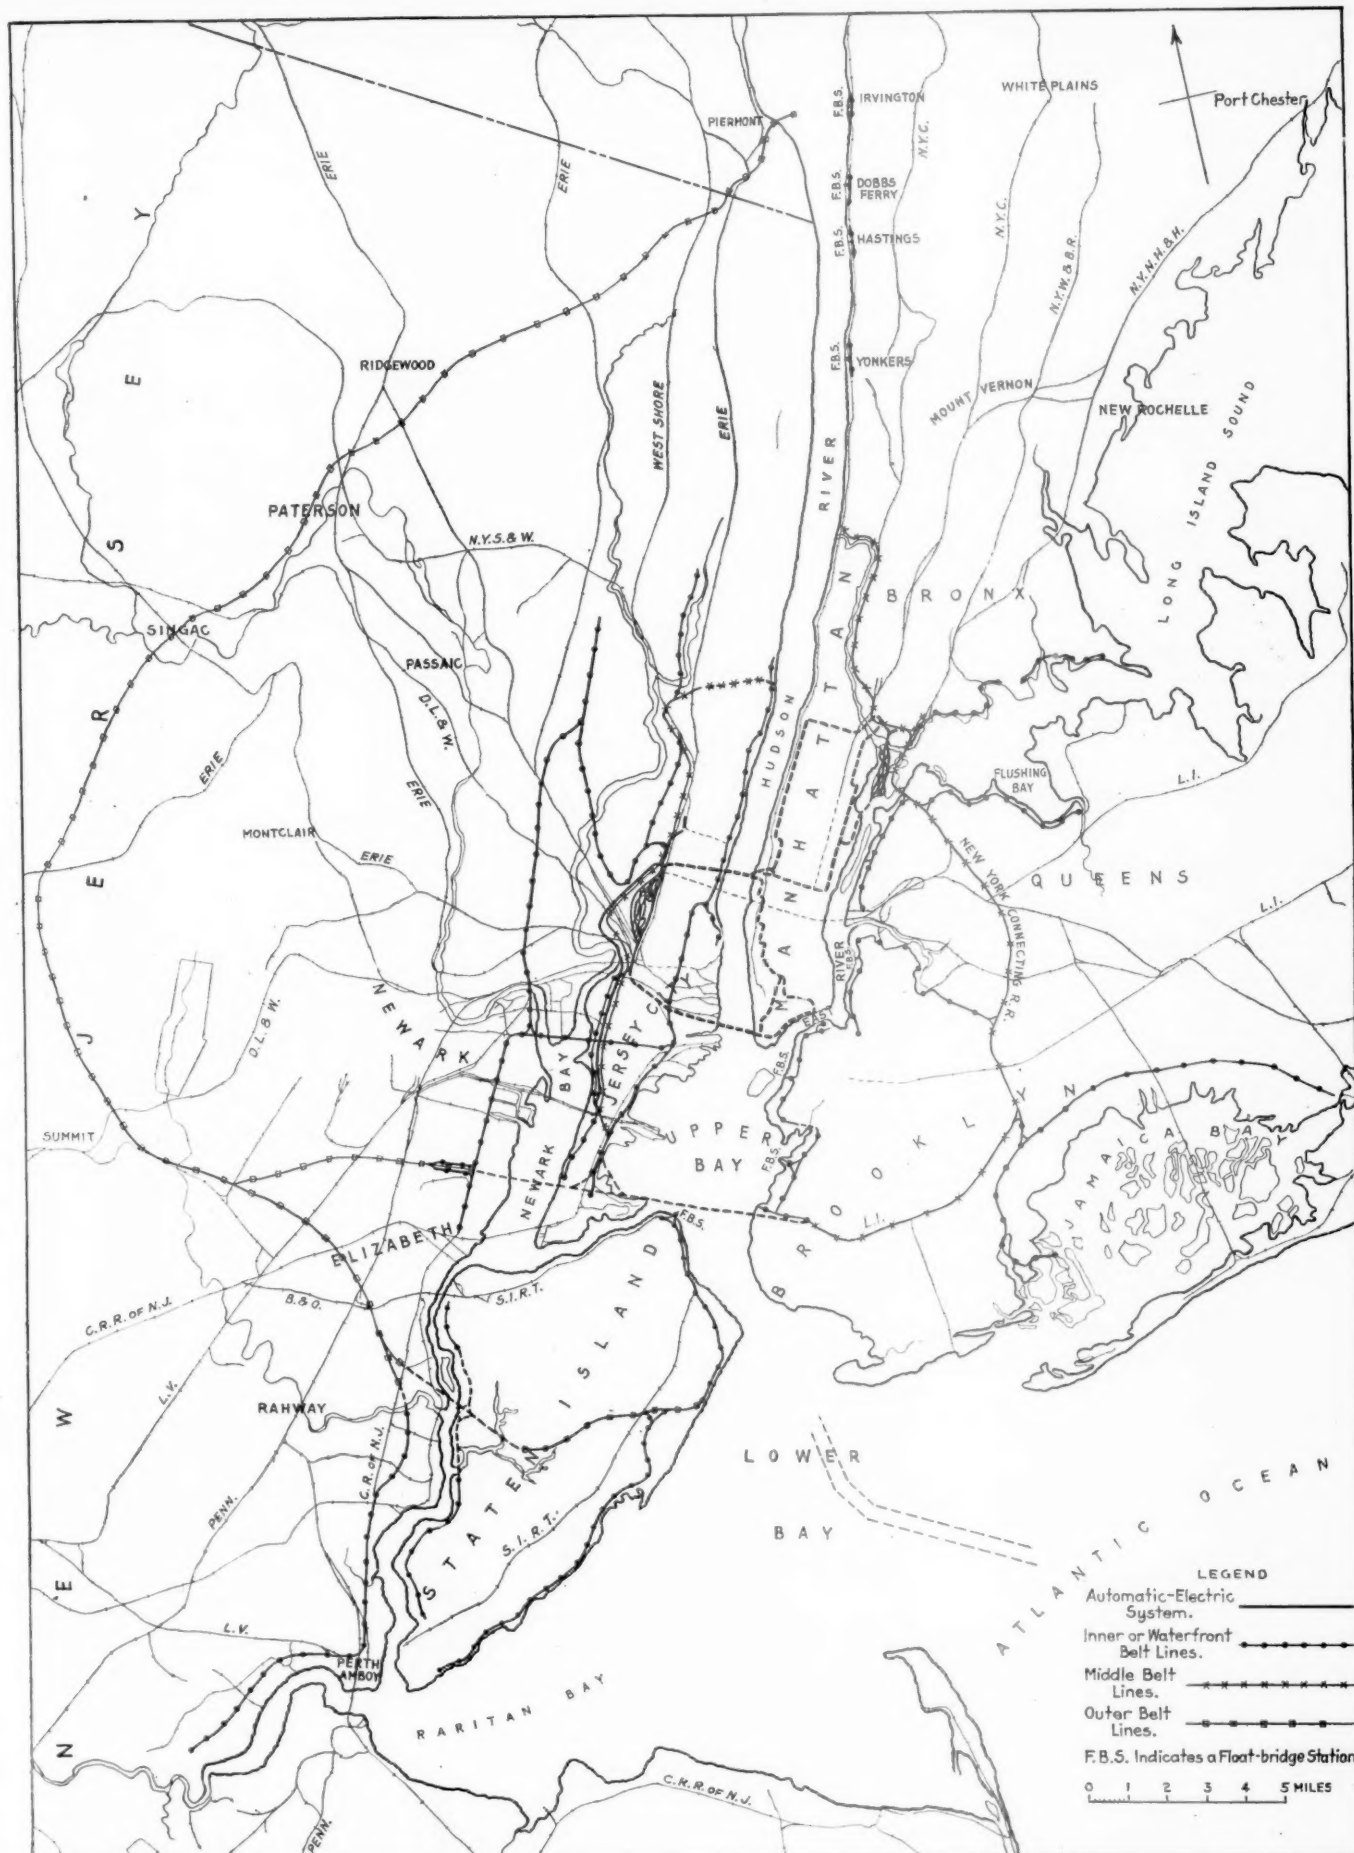 IRVINGTON
F.B.S.
WHITE PLAINS
Port Chester
PIERMONT
N.Y.C.
ERIE
ERIE
F.B.S.
DOBBS
FERRY
N.Y.C.
F.B.S.
HASTINGS
N.Y.W.&B.R.
N.Y.N.H.&H.
RIDGEWOOD
F.B.S.
YONKERS
WEST SHORE
ERIE
MOUNT VERNON
NEW ROCHELLE
LONG ISLAND SOUND
HUDSON RIVER
PATERSON
N.Y.S.& W.
BRONX
SINGAC
PASSAIC
D.L.& W.
ERIE
ERIE
MANHATTAN
FLUSHING
BAY
L.I.
MONTCLAIR
ERIE
NEW YORK CONNECTING R.R.
QUEENS
L.I.
NEW JERSEY
D.L.& W.
NEWARK
JERSEY CITY
EAST RIVER
F.B.S.
F.B.S.
NEWARK BAY
SUMMIT
UPPER
BAY
F.B.S.
BROOKLYN
JAMAICA BAY
L.I.
ELIZABETH
F.B.S.
B.&O.
S.I.R.T.
C.R.R. OF N.J.
L.V.
RAHWAY
C.R. OF N.J.
STATEN ISLAND
S.I.R.T.
PENN.
LOWER
BAY
ATLANTIC OCEAN
L.V.
PERTH
AMBOY
RARITAN BAY
C.R.R. OF N.J.
PENN.
LEGEND
Automatic-Electric
System.
Inner or Waterfront
Belt Lines.
Middle Belt
Lines.
Outer Belt
Lines.
F.B.S. Indicates a Float-bridge Station
0 1 2 3 4 5 MILES